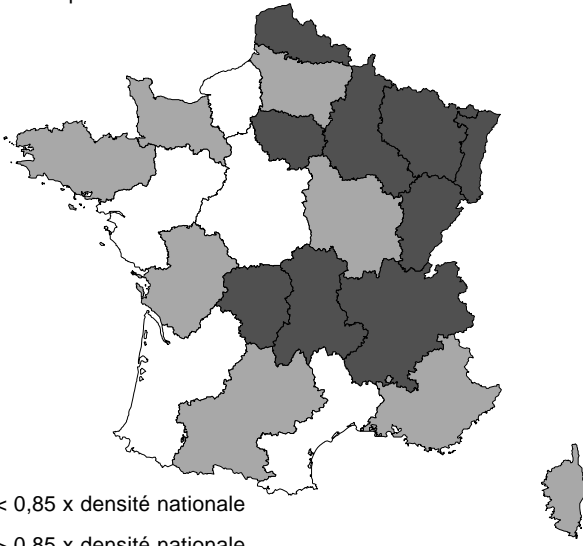 < 0,85 x densité nationale
> 0,85 x densité nationale